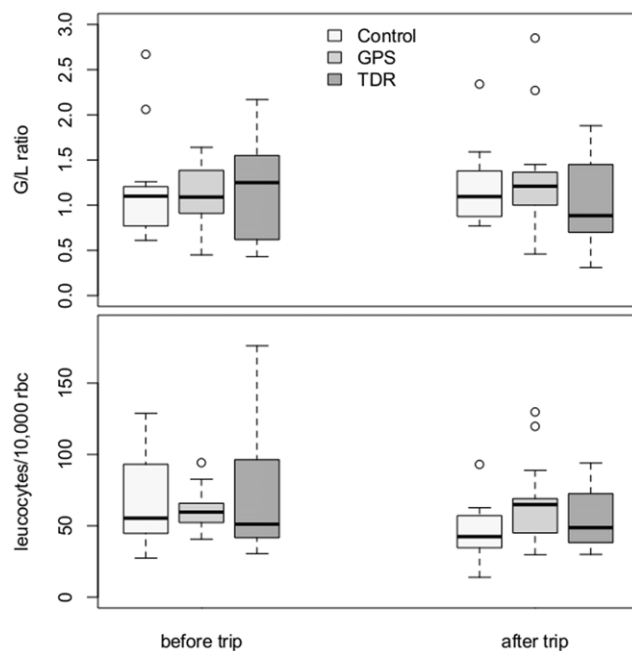 3.0
2.5
2.0
1.5
1.0
0.5
0.0
G/L ratio
Control
GPS
TDR
150
100
50
0
leucocytes/10,000 rbc
before trip
after trip